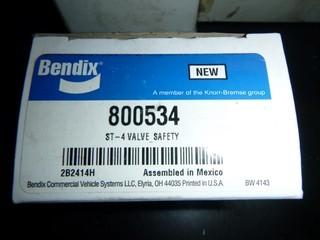 Bendix
NEW
A member of the Knorr-Bremse group
800534
ST-4 VALVE, SAFETY
2B2414H Assembled in Mexico
Bendix Commercial Vehicle Systems LLC, Elyria, OH 44035 Printed in U.S.A. BW 4143